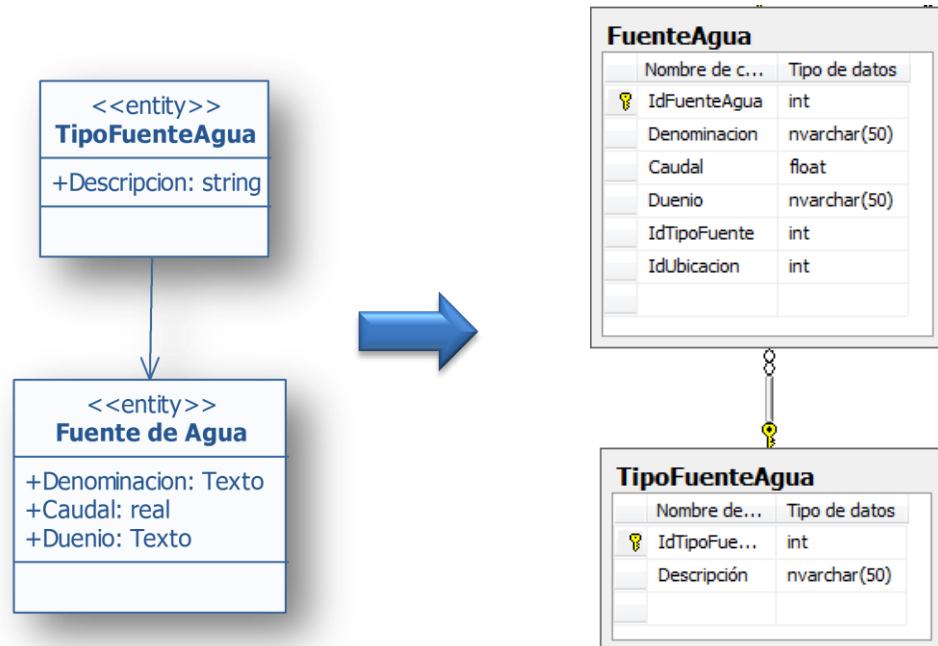 <<entity>>
TipoFuenteAgua
+Descripcion: string
<<entity>>
Fuente de Agua
+Denominacion: Texto
+Caudal: real
+Duenio: Texto
FuenteAgua
Nombre de c... Tipo de datos
IdFuenteAgua int
Denominacion nvarchar(50)
Caudal float
Duenio nvarchar(50)
IdTipoFuente int
IdUbicacion int
TipoFuenteAgua
Nombre de... Tipo de datos
IdTipoFue... int
Descripción nvarchar(50)